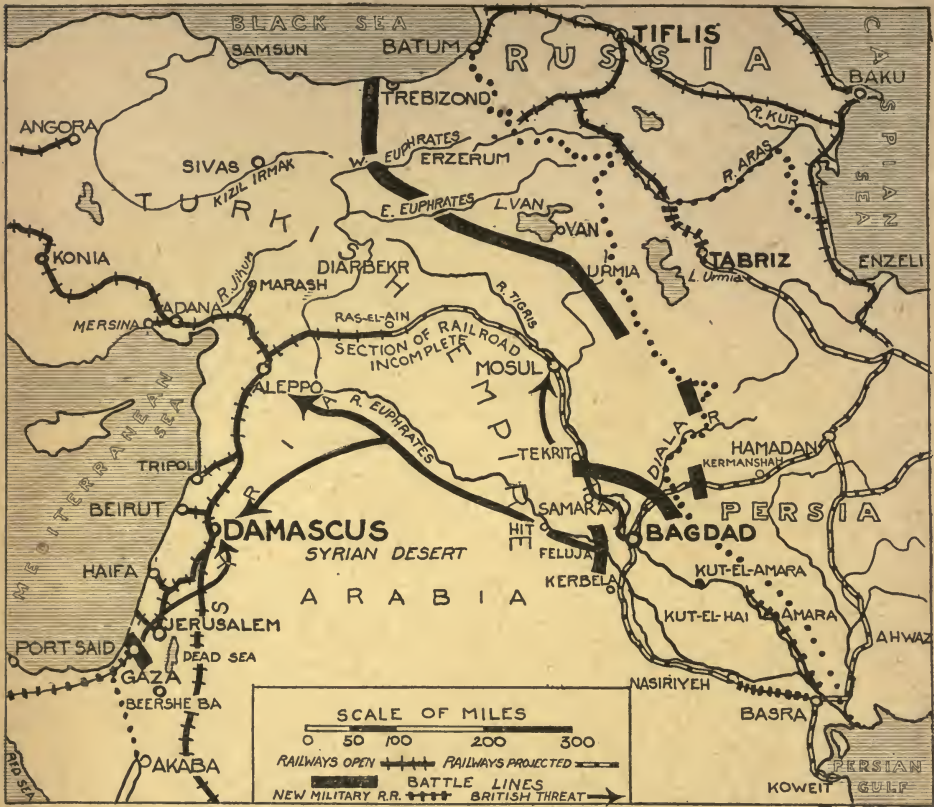 BLACK SEA
SAMSUN
BATUM
TIFLIS
RUSSIA
CASPIAN SEA
BAKU
TREBIZOND
R. KUR
ANGORA
SIVAS
KIZIL IRMAK
W. EUPHRATES
ERZERUM
R. ARAS
TURKISH EMPIRE
E. EUPHRATES
L. VAN
VAN
KONIA
DIARBEKR
URMIA
TABRIZ
L. Urmia
ENZELI
R. Jihun
MARASH
ADANA
MERSINA
R. TIGRIS
RAS-EL-AIN
SECTION OF RAILROAD
INCOMPLETE
MOSUL
ALEPPO
R. EUPHRATES
MEDITERRANEAN
SEA
TRIPOLI
TEKRIT
DIALA R
HAMADAN
KERMANSHAH
BEIRUT
SAMARA
PERSIA
DAMASCUS
HIT
BAGDAD
SYRIAN DESERT
FELUJA
HAIFA
KERBELA
KUT-EL-AMARA
SYRIA
ARABIA
KUT-EL-HAI
AMARA
JERUSALEM
AHWAZ
PORT SAID
DEAD SEA
GAZA
BEERSHEBA
NASIRIYEH
BASRA
AKABA
RED SEA
PERSIAN
GULF
KOWEIT
SCALE OF MILES
0 50 100 200 300
RAILWAYS OPEN RAILWAYS PROJECTED
BATTLE LINES
NEW MILITARY R.R. BRITISH THREAT